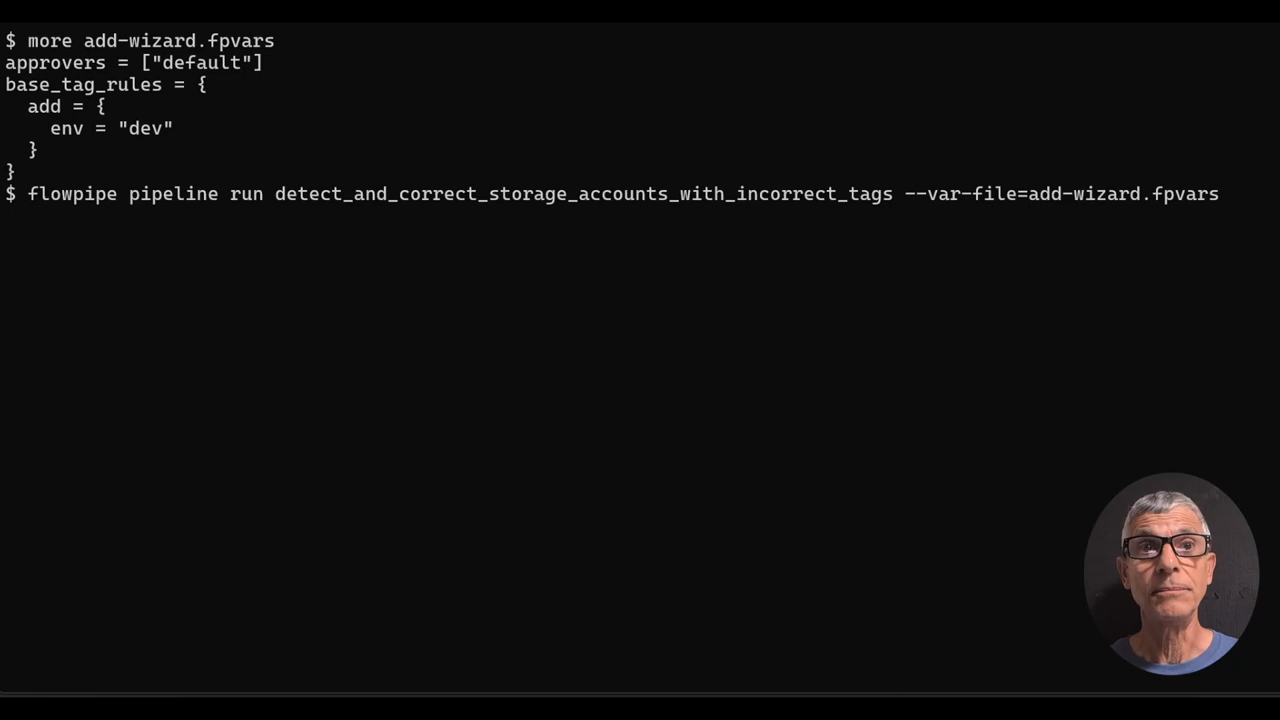 $ more add-wizard.fpvars
approvers = ["default"]
base_tag_rules = {
  add = {
    env = "dev"
  }
}
$ flowpipe pipeline run detect_and_correct_storage_accounts_with_incorrect_tags --var-file=add-wizard.fpvars